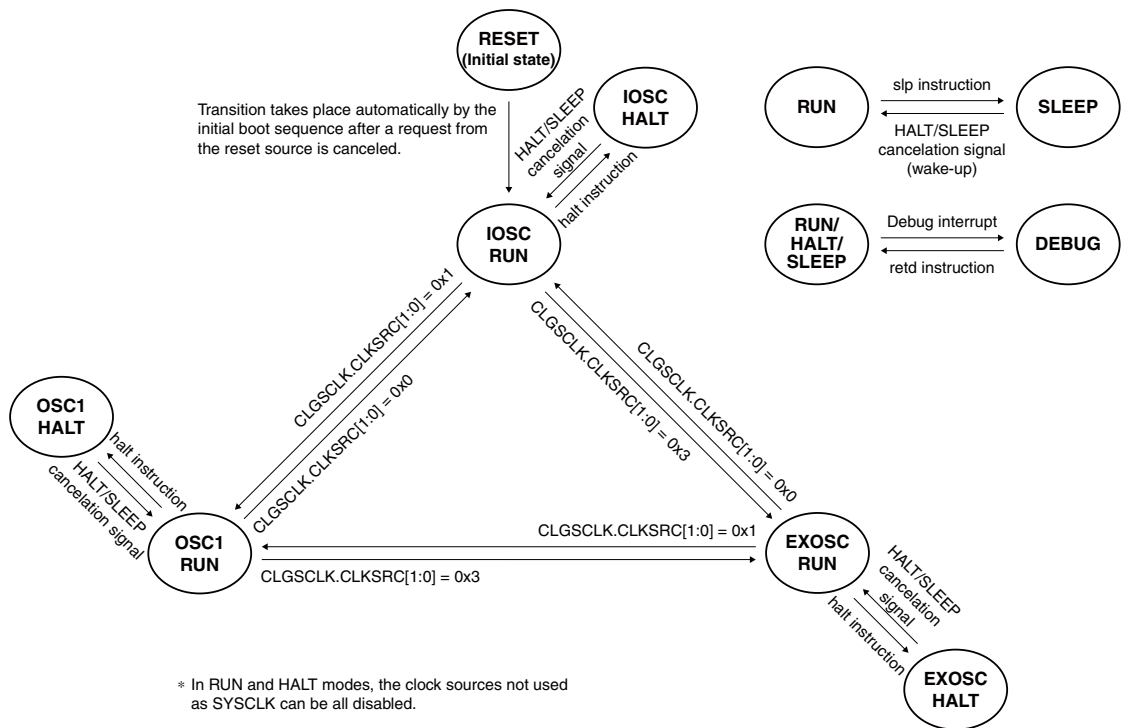 RESET
(Initial state)
Transition takes place automatically by the
initial boot sequence after a request from
the reset source is canceled.
HALT/SLEEP
cancelation
signal
halt instruction
IOSC
HALT
IOSC
RUN
RUN
slp instruction
HALT/SLEEP
cancelation signal
(wake-up)
SLEEP
RUN/
HALT/
SLEEP
Debug interrupt
retd instruction
DEBUG
CLGSCLK.CLKSRC[1:0] = 0x1
CLGSCLK.CLKSRC[1:0] = 0x0
CLGSCLK.CLKSRC[1:0] = 0x0
CLGSCLK.CLKSRC[1:0] = 0x3
OSC1
HALT
halt instruction
HALT/SLEEP
cancelation signal
OSC1
RUN
CLGSCLK.CLKSRC[1:0] = 0x1
CLGSCLK.CLKSRC[1:0] = 0x3
EXOSC
RUN
HALT/SLEEP
cancelation
signal
halt instruction
EXOSC
HALT
* In RUN and HALT modes, the clock sources not used
as SYSCLK can be all disabled.